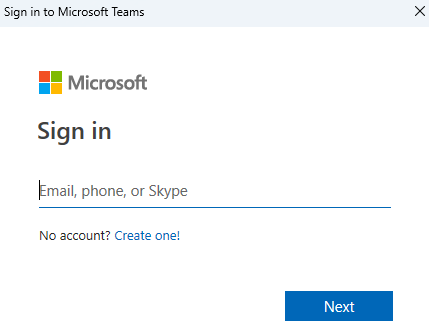 Sign in to Microsoft Teams
Microsoft
Sign in
Email, phone, or Skype
No account? Create one!
Next